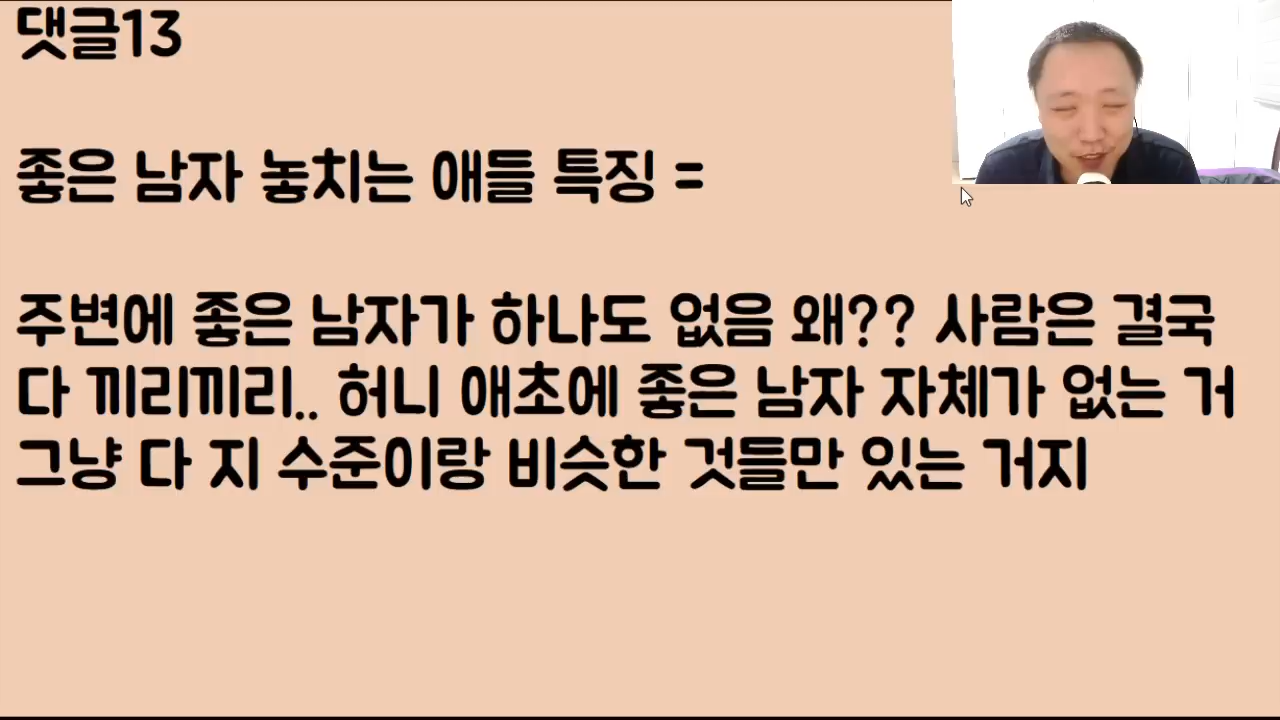 댓글13
좋은 남자 놓치는 애들 특징 =
주변에 좋은 남자가 하나도 없음 왜?? 사람은 결국
다 끼리끼리.. 허니 애초에 좋은 남자 자체가 없는 거
그냥 다 지 수준이랑 비슷한 것들만 있는 거지